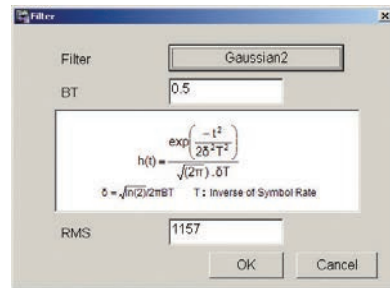 Filter
Filter Gaussian2
BT 0.5
h(t) = exp(-t²/2δ²T²) / √(2π).δT
δ = √ln(2)/2πBT T : Inverse of Symbol Rate
RMS 1157
OK Cancel